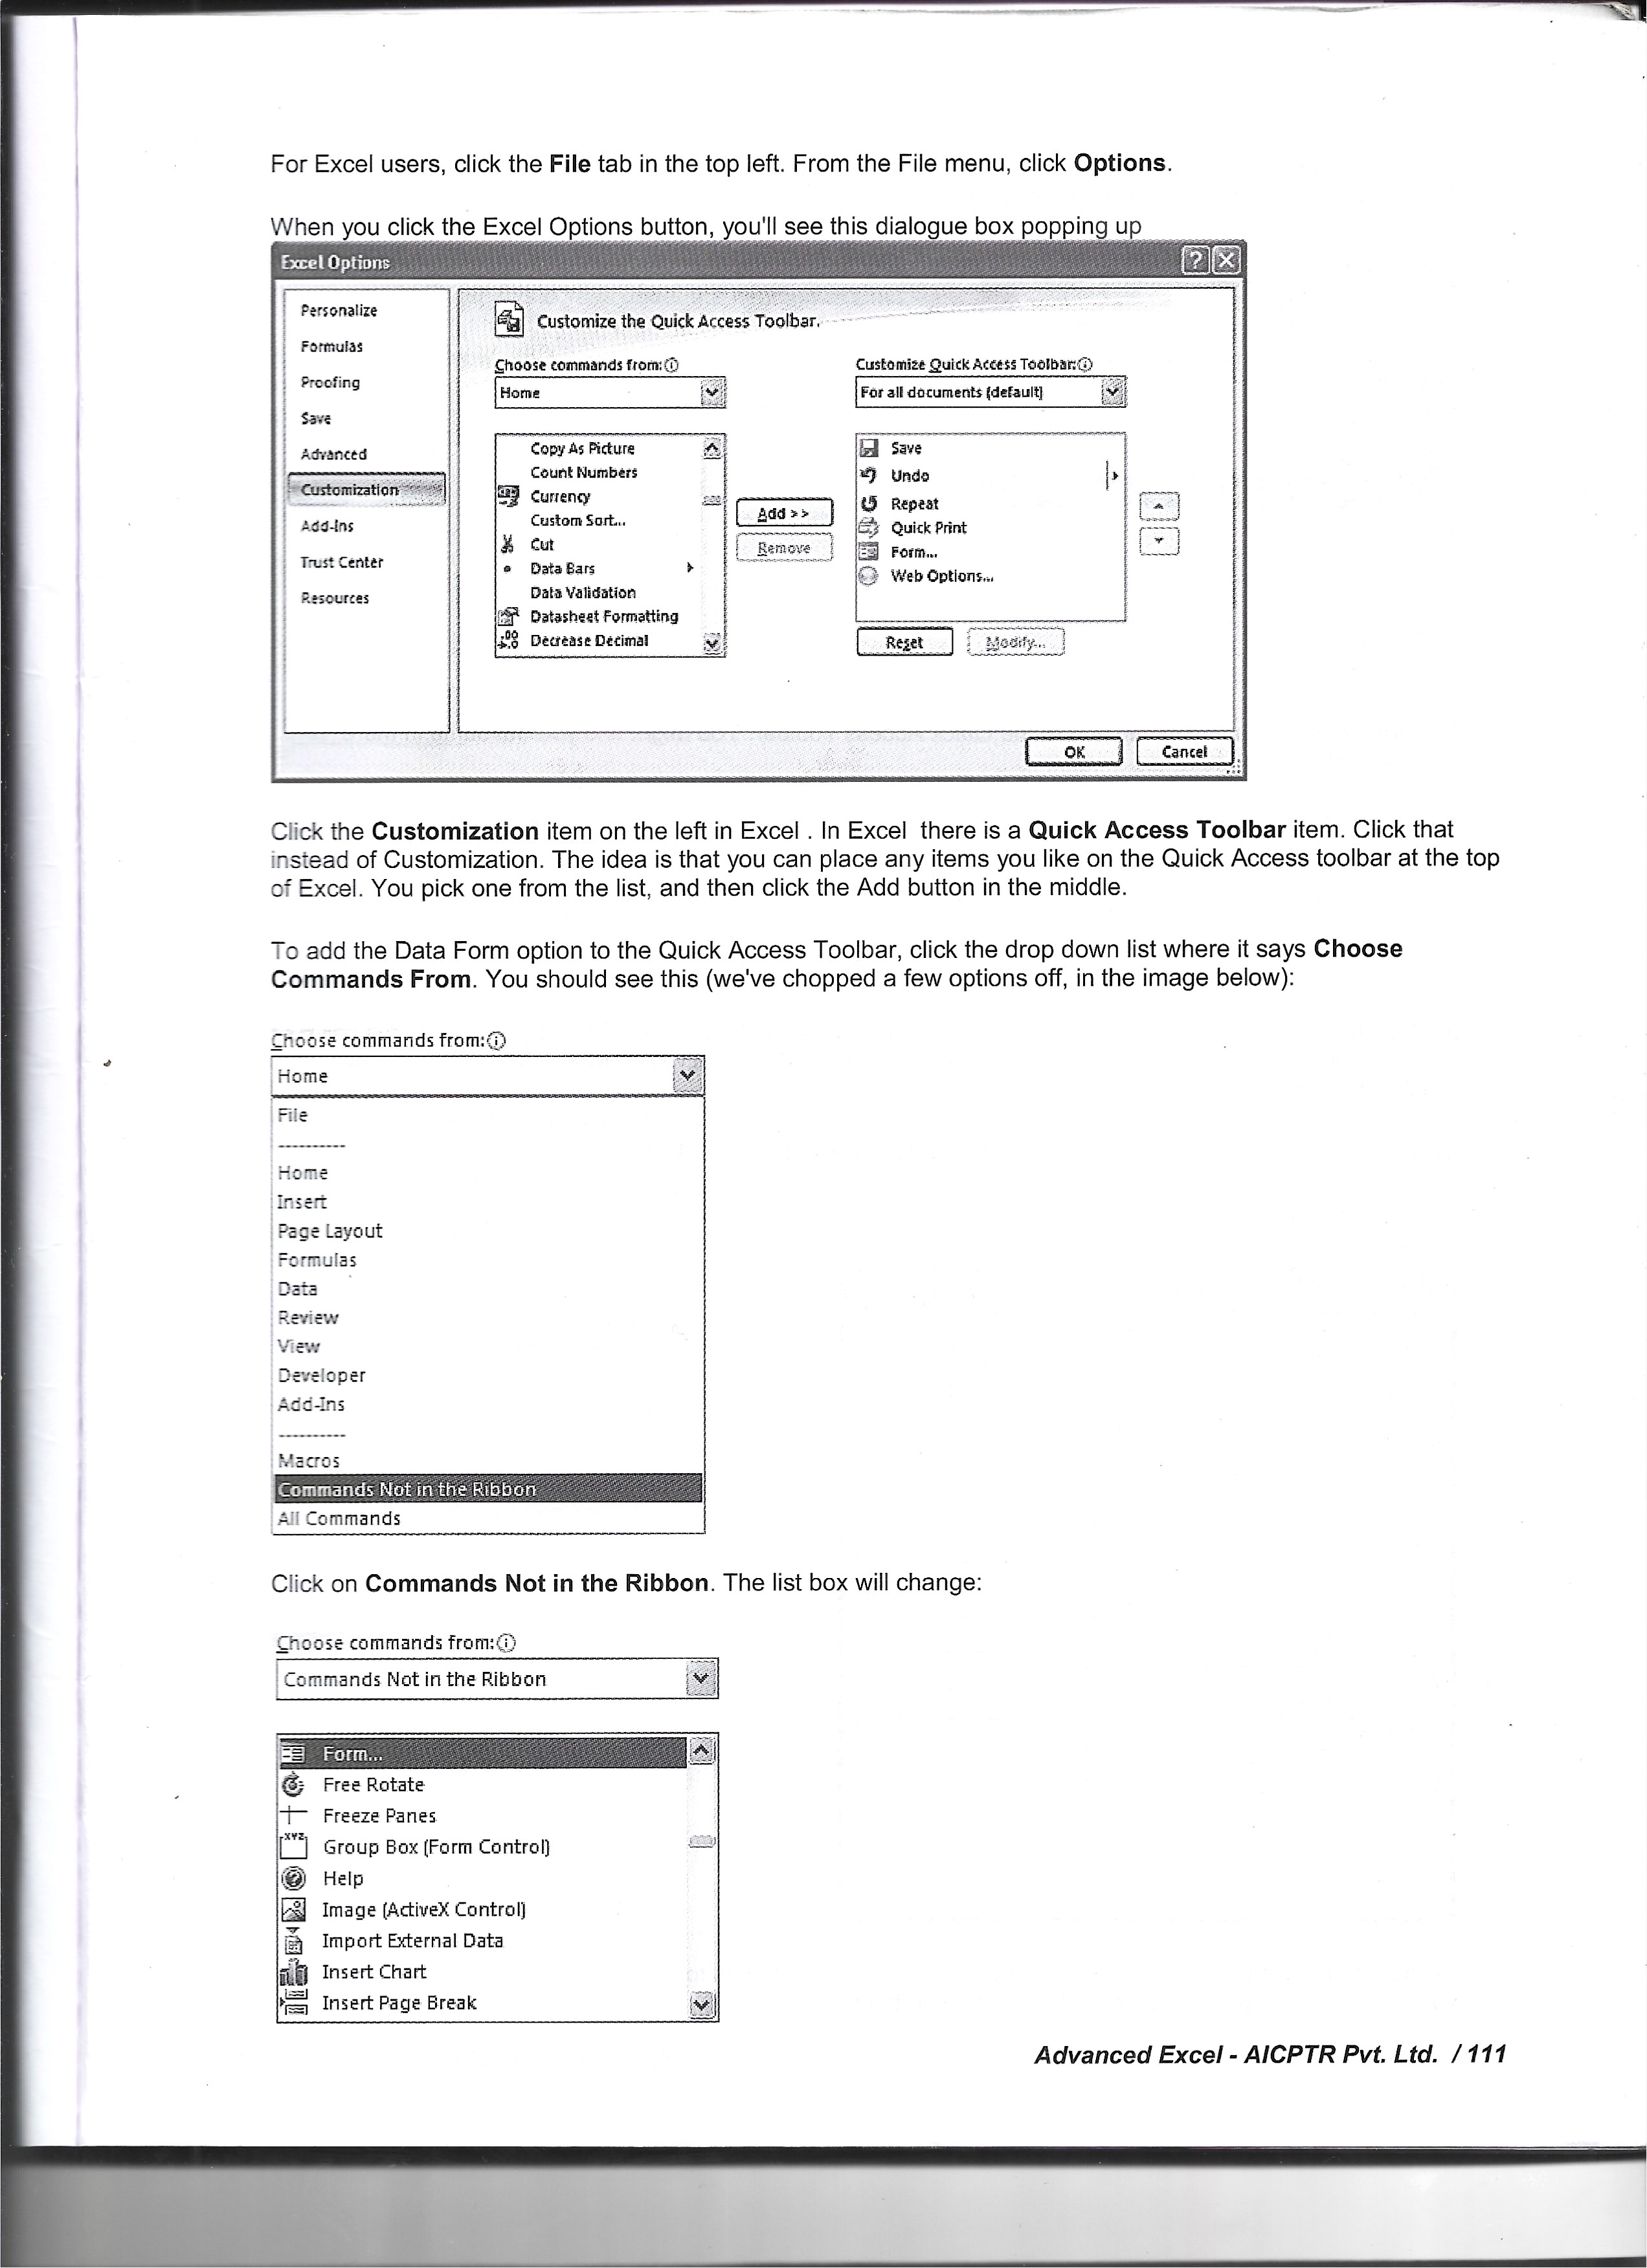 For Excel users, click the File tab in the top left. From the File menu, click Options.
When you click the Excel Options button, you'll see this dialogue box popping up
Excel Options
Personalize
Formulas
Proofing
Save
Advanced
Customization
Add-Ins
Trust Center
Resources
Customize the Quick Access Toolbar.
Choose commands from:
Home
Copy As Picture
Count Numbers
Currency
Custom Sort...
Cut
Data Bars
Data Validation
Datasheet Formatting
Decrease Decimal
Add >>
Remove
Customize Quick Access Toolbar:
For all documents (default)
Save
Undo
Repeat
Quick Print
Form...
Web Options...
Reset
Modify...
OK
Cancel
Click the Customization item on the left in Excel . In Excel there is a Quick Access Toolbar item. Click that
instead of Customization. The idea is that you can place any items you like on the Quick Access toolbar at the top
of Excel. You pick one from the list, and then click the Add button in the middle.
To add the Data Form option to the Quick Access Toolbar, click the drop down list where it says Choose
Commands From. You should see this (we've chopped a few options off, in the image below):
Choose commands from:
Home
File
----------
Home
Insert
Page Layout
Formulas
Data
Review
View
Developer
Add-Ins
----------
Macros
Commands Not in the Ribbon
All Commands
Click on Commands Not in the Ribbon. The list box will change:
Choose commands from:
Commands Not in the Ribbon
Form...
Free Rotate
Freeze Panes
Group Box (Form Control)
Help
Image (ActiveX Control)
Import External Data
Insert Chart
Insert Page Break
Advanced Excel - AICPTR Pvt. Ltd. / 111